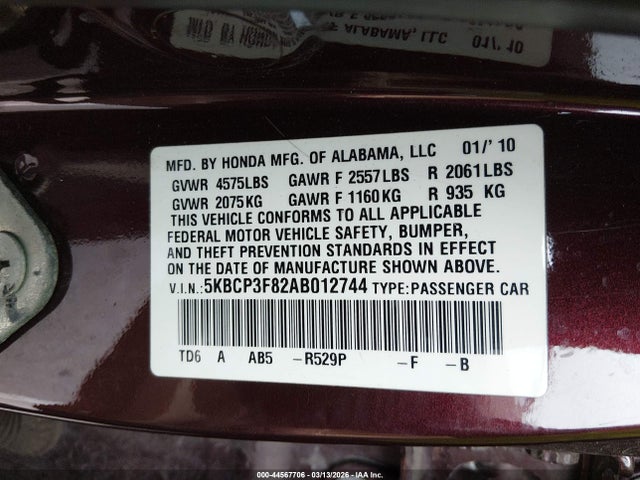 MFD. BY HONDA MFG. OF ALABAMA, LLC 01/'10
GVWR 4575LBS GAWR F 2557LBS R 2061LBS
GVWR 2075KG GAWR F 1160KG R 935 KG
THIS VEHICLE CONFORMS TO ALL APPLICABLE
FEDERAL MOTOR VEHICLE SAFETY, BUMPER,
AND THEFT PREVENTION STANDARDS IN EFFECT
ON THE DATE OF MANUFACTURE SHOWN ABOVE.
V.I.N.:5KBCP3F82AB012744 TYPE:PASSENGER CAR
TD6 A AB5 -R529P -F -B
000-44567706 - 03/13/2026 - IAA Inc.